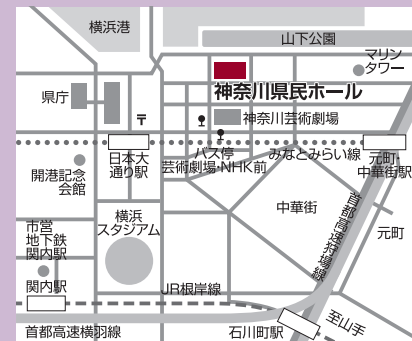 横浜港
山下公園
マリン
タワー
県庁
神奈川県民ホール
神奈川芸術劇場
日本大
通り駅
バス停
芸術劇場・NHK前
みなとみらい線
元町・
中華街駅
開港記念
会館
横浜
スタジアム
中華街
首都高速狩場線
元町
市営
地下鉄
関内駅
関内駅
JR根岸線
首都高速横羽線
石川町駅
至山手